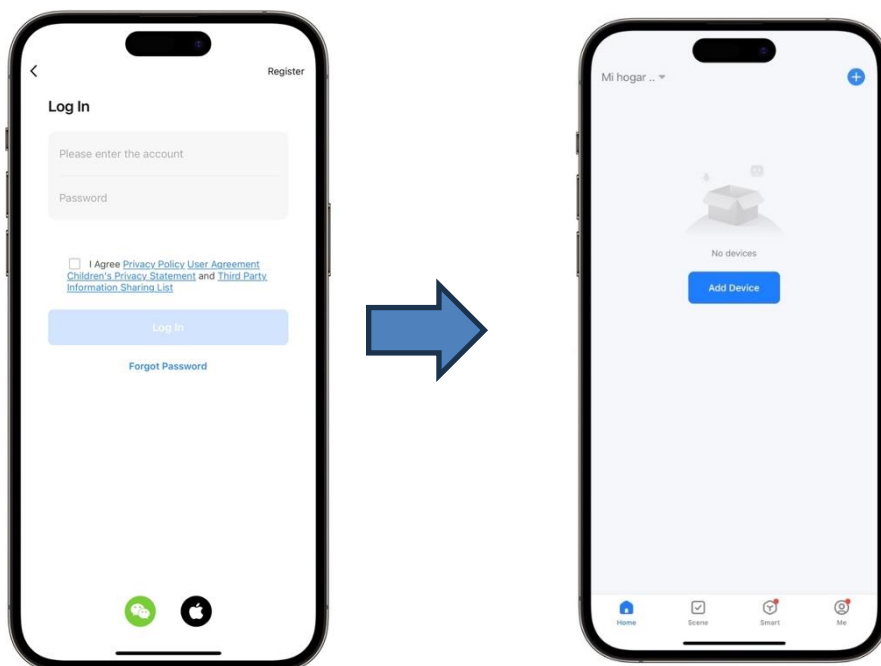 Register
Log In
Please enter the account
Password
I Agree Privacy Policy User Agreement
Children's Privacy Statement and Third Party
Information Sharing List
Log In
Forgot Password
Mi hogar ..
No devices
Add Device
Home
Scene
Smart
Me